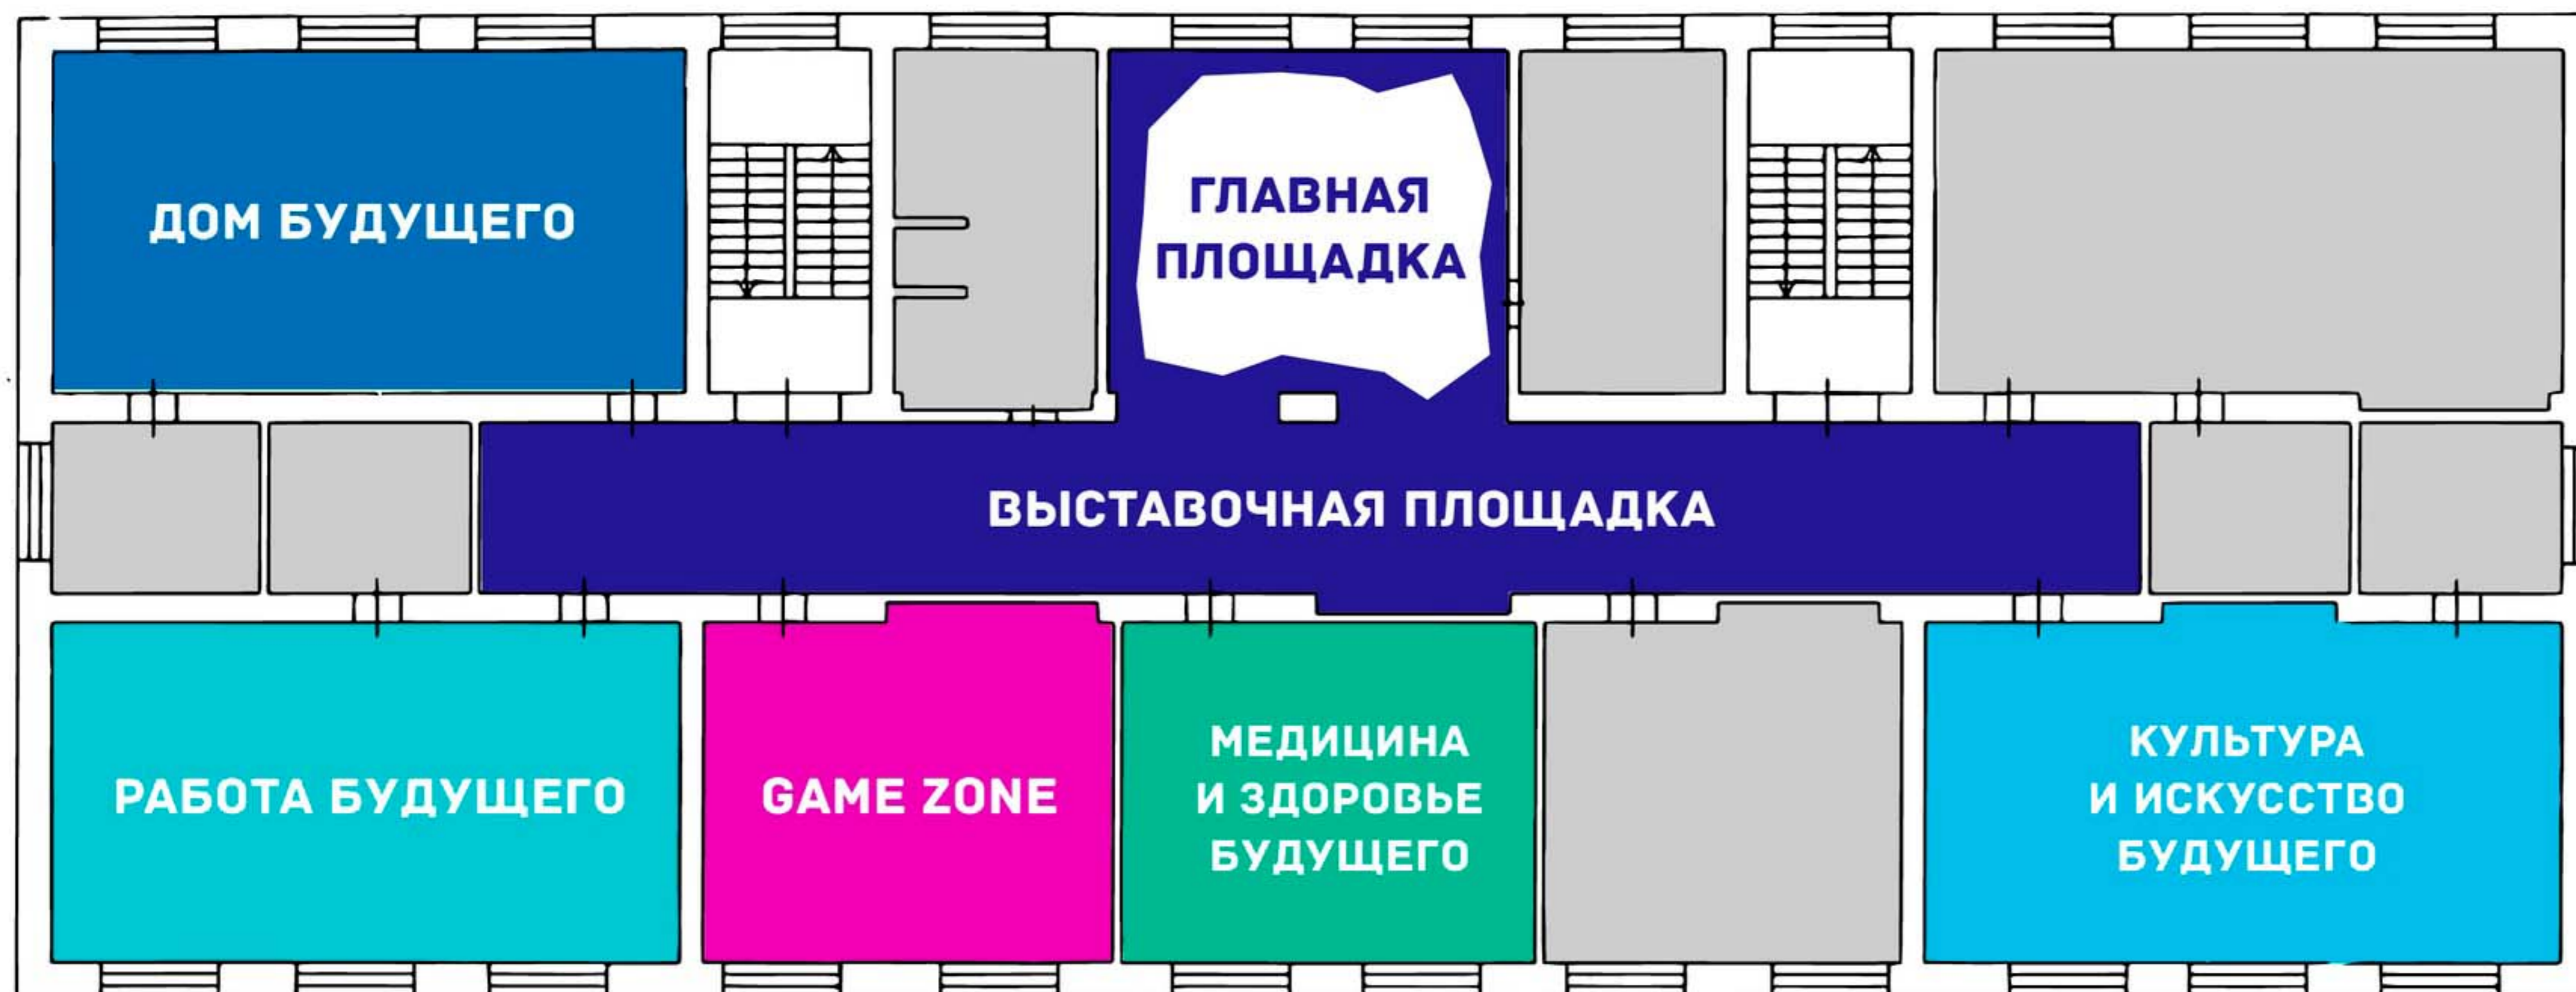 ДОМ БУДУЩЕГО
ГЛАВНАЯ
ПЛОЩАДКА
ВЫСТАВОЧНАЯ ПЛОЩАДКА
РАБОТА БУДУЩЕГО
GAME ZONE
МЕДИЦИНА
И ЗДОРОВЬЕ
БУДУЩЕГО
КУЛЬТУРА
И ИСКУССТВО
БУДУЩЕГО